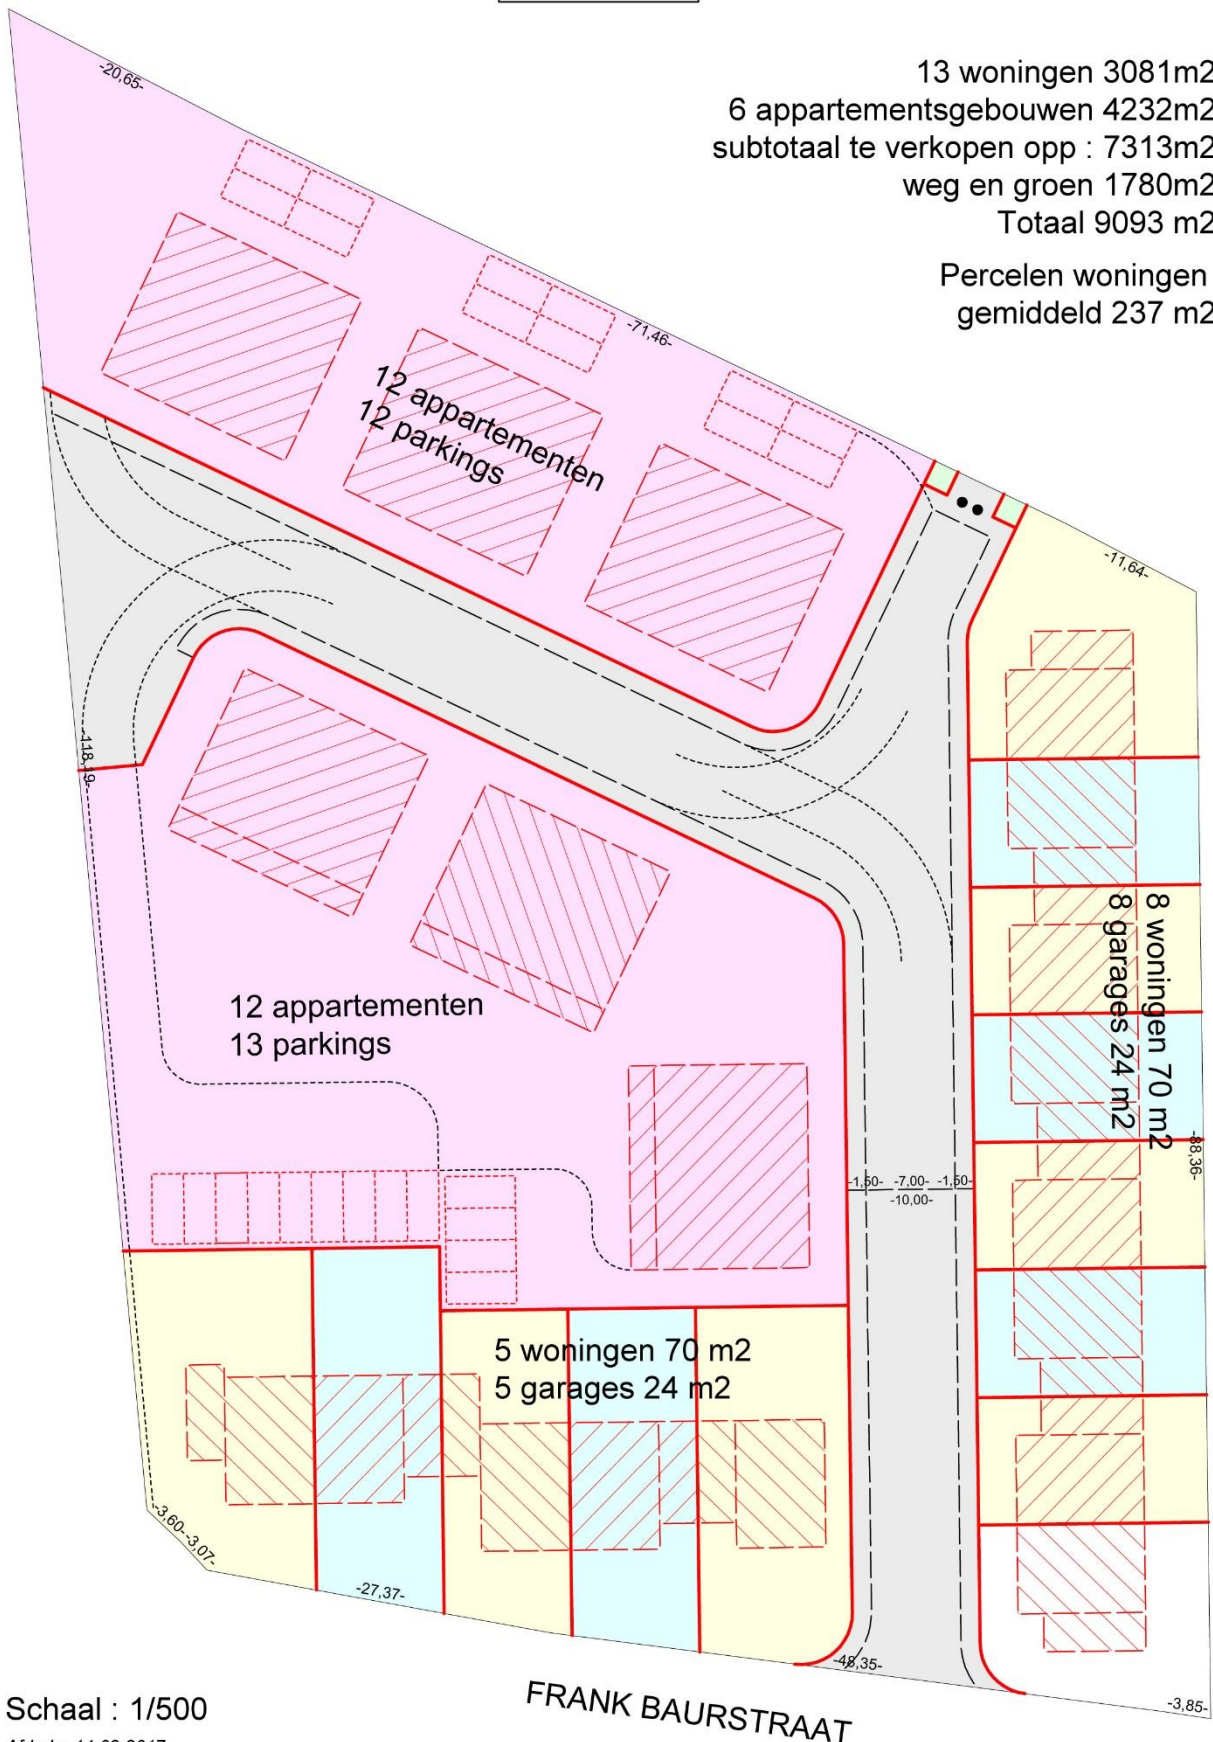 13 woningen 3081m2
6 appartementsgebouwen 4232m2
subtotaal te verkopen opp : 7313m2
weg en groen 1780m2
Totaal 9093 m2
Percelen woningen
gemiddeld 237 m2
-20,65-
-71,46-
12 appartementen
12 parkings
-11,64-
-118,19-
8 woningen 70 m2
8 garages 24 m2
12 appartementen
13 parkings
-88,36-
-1,50- -7,00- -1,50-
-10,00-
5 woningen 70 m2
5 garages 24 m2
-3,60-
-3,07-
-27,37-
-48,35-
-3,85-
FRANK BAURSTRAAT
Schaal : 1/500